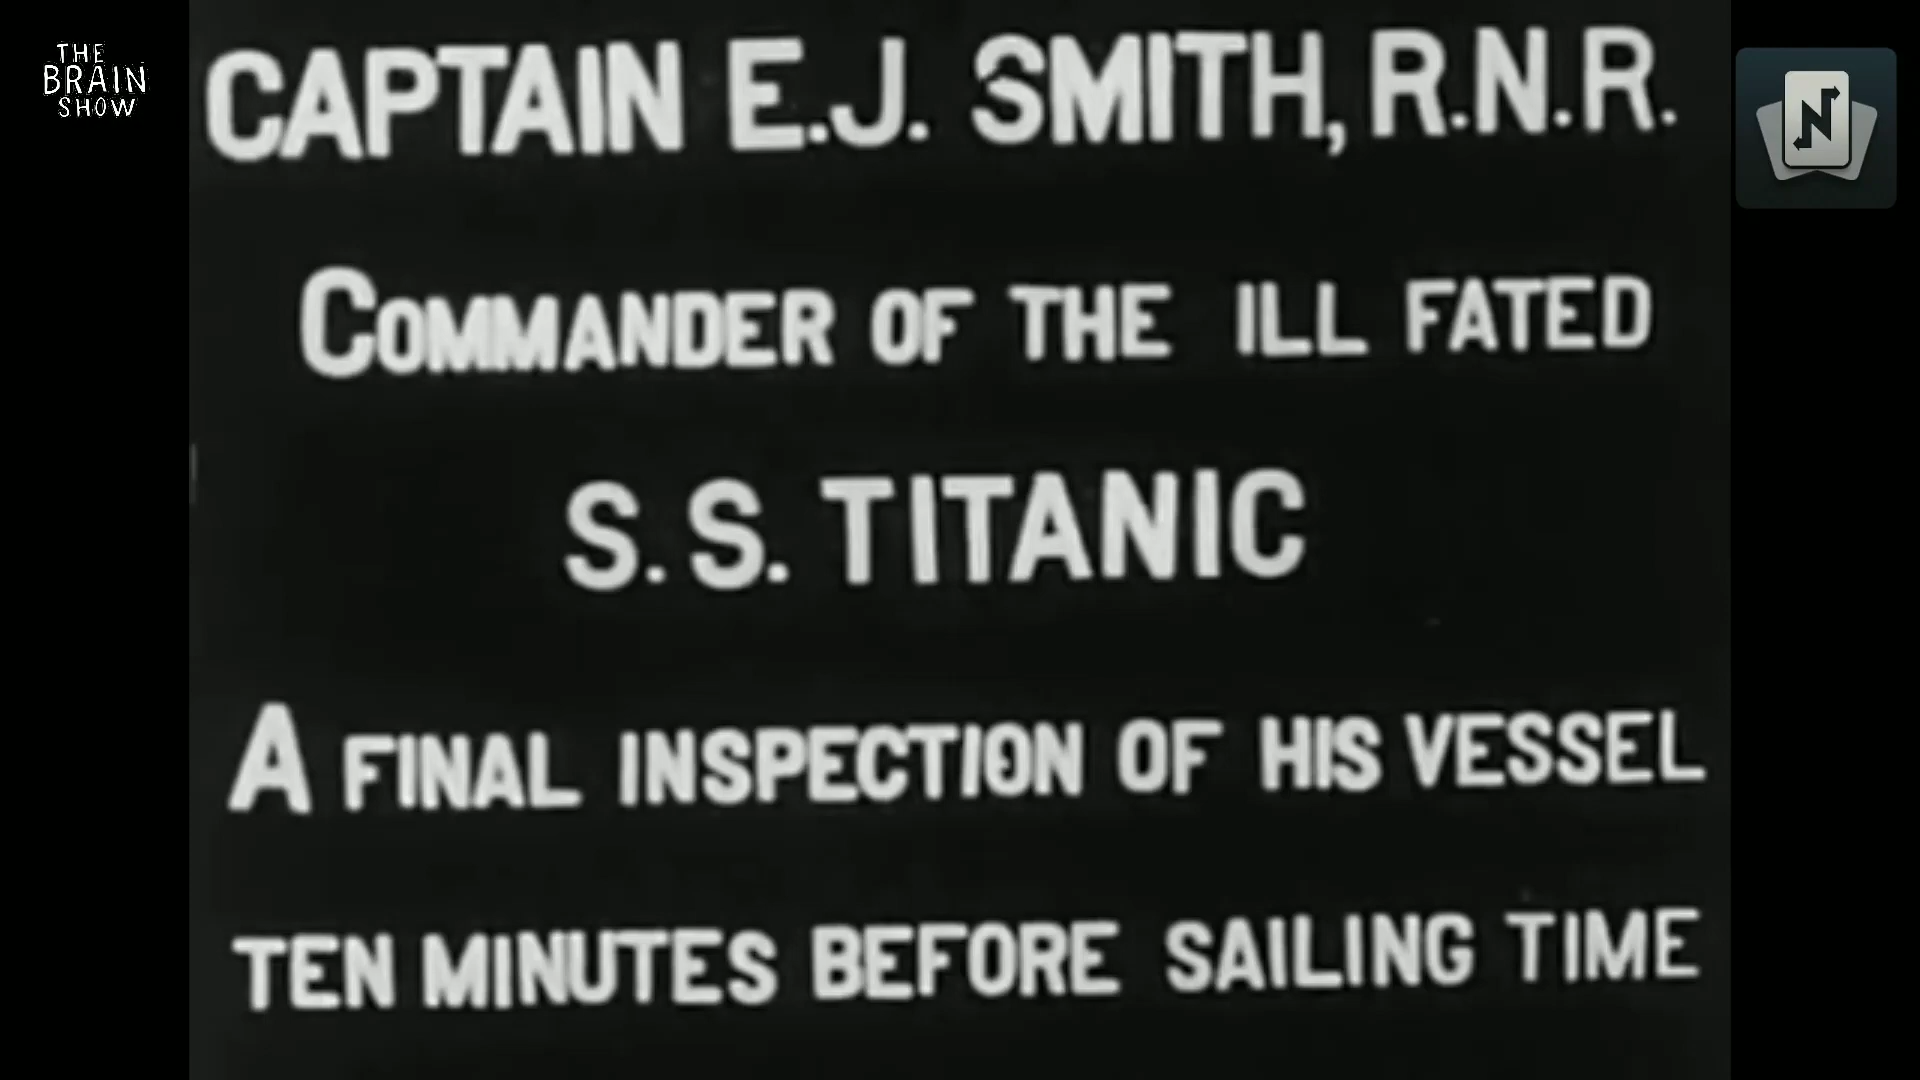 THE
BRAIN
SHOW
CAPTAIN E.J. SMITH, R.N.R.
COMMANDER OF THE ILL FATED
S.S. TITANIC
A FINAL INSPECTION OF HIS VESSEL
TEN MINUTES BEFORE SAILING TIME
N